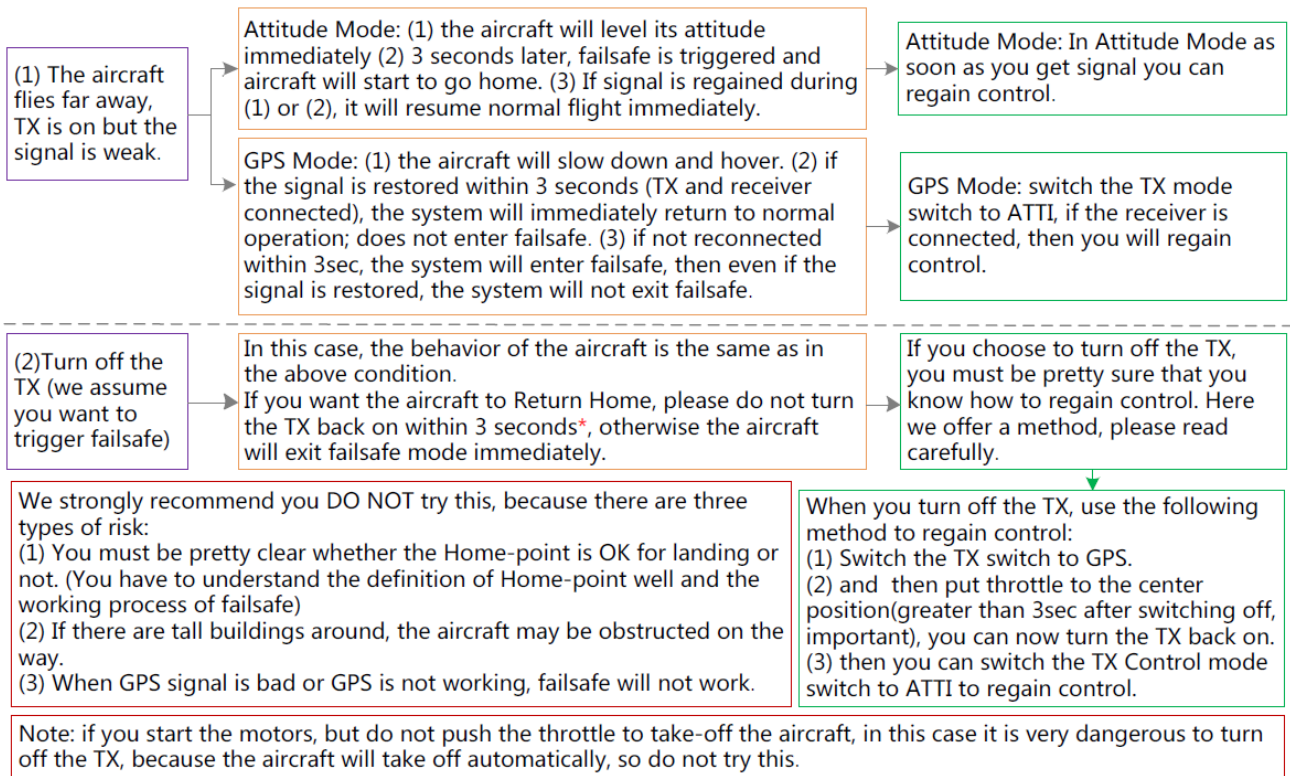 (1) The aircraft
flies far away,
TX is on but the
signal is weak.
Attitude Mode: (1) the aircraft will level its attitude
immediately (2) 3 seconds later, failsafe is triggered and
aircraft will start to go home. (3) If signal is regained during
(1) or (2), it will resume normal flight immediately.
Attitude Mode: In Attitude Mode as
soon as you get signal you can
regain control.
GPS Mode: (1) the aircraft will slow down and hover. (2) if
the signal is restored within 3 seconds (TX and receiver
connected), the system will immediately return to normal
operation; does not enter failsafe. (3) if not reconnected
within 3sec, the system will enter failsafe, then even if the
signal is restored, the system will not exit failsafe.
GPS Mode: switch the TX mode
switch to ATTI, if the receiver is
connected, then you will regain
control.
(2)Turn off the
TX (we assume
you want to
trigger failsafe)
In this case, the behavior of the aircraft is the same as in
the above condition.
If you want the aircraft to Return Home, please do not turn
the TX back on within 3 seconds*, otherwise the aircraft
will exit failsafe mode immediately.
If you choose to turn off the TX,
you must be pretty sure that you
know how to regain control. Here
we offer a method, please read
carefully.
We strongly recommend you DO NOT try this, because there are three
types of risk:
(1) You must be pretty clear whether the Home-point is OK for landing or
not. (You have to understand the definition of Home-point well and the
working process of failsafe)
(2) If there are tall buildings around, the aircraft may be obstructed on the
way.
(3) When GPS signal is bad or GPS is not working, failsafe will not work.
When you turn off the TX, use the following
method to regain control:
(1) Switch the TX switch to GPS.
(2) and then put throttle to the center
position(greater than 3sec after switching off,
important), you can now turn the TX back on.
(3) then you can switch the TX Control mode
switch to ATTI to regain control.
Note: if you start the motors, but do not push the throttle to take-off the aircraft, in this case it is very dangerous to turn
off the TX, because the aircraft will take off automatically, so do not try this.